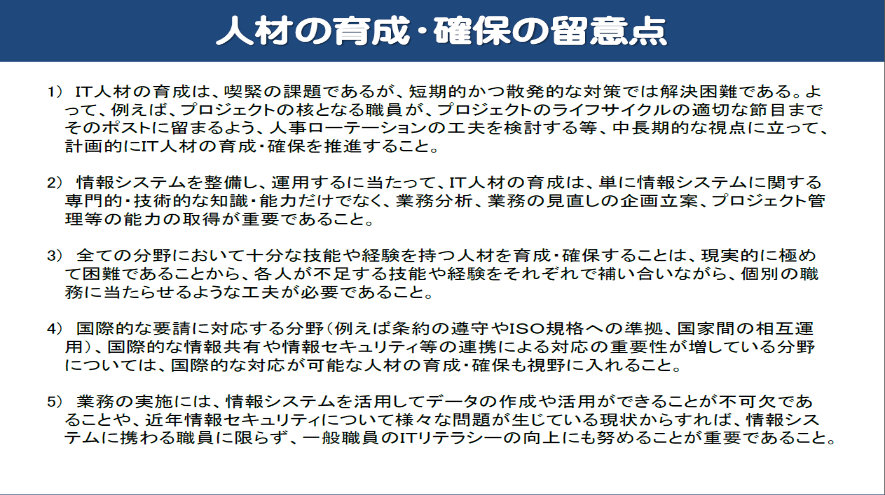 人材の育成・確保の留意点
1) IT人材の育成は、喫緊の課題であるが、短期的かつ散発的な対策では解決困難である。よ
って、例えば、プロジェクトの核となる職員が、プロジェクトのライフサイクルの適切な節目まで
そのポストに留まるよう、人事ローテーションの工夫を検討する等、中長期的な視点に立って、
計画的にIT人材の育成・確保を推進すること。
2) 情報システムを整備し、運用するに当たって、IT人材の育成は、単に情報システムに関する
専門的・技術的な知識・能力だけでなく、業務分析、業務の見直しの企画立案、プロジェクト管
理等の能力の取得が重要であること。
3) 全ての分野において十分な技能や経験を持つ人材を育成・確保することは、現実的に極め
て困難であることから、各人が不足する技能や経験をそれぞれで補い合いながら、個別の職
務に当たらせるような工夫が必要であること。
4) 国際的な要請に対応する分野(例えば条約の遵守やISO規格への準拠、国家間の相互運
用)、国際的な情報共有や情報セキュリティ等の連携による対応の重要性が増している分野
については、国際的な対応が可能な人材の育成・確保も視野に入れること。
5) 業務の実施には、情報システムを活用してデータの作成や活用ができることが不可欠であ
ることや、近年情報セキュリティについて様々な問題が生じている現状からすれば、情報シス
テムに携わる職員に限らず、一般職員のITリテラシーの向上にも努めることが重要であること。